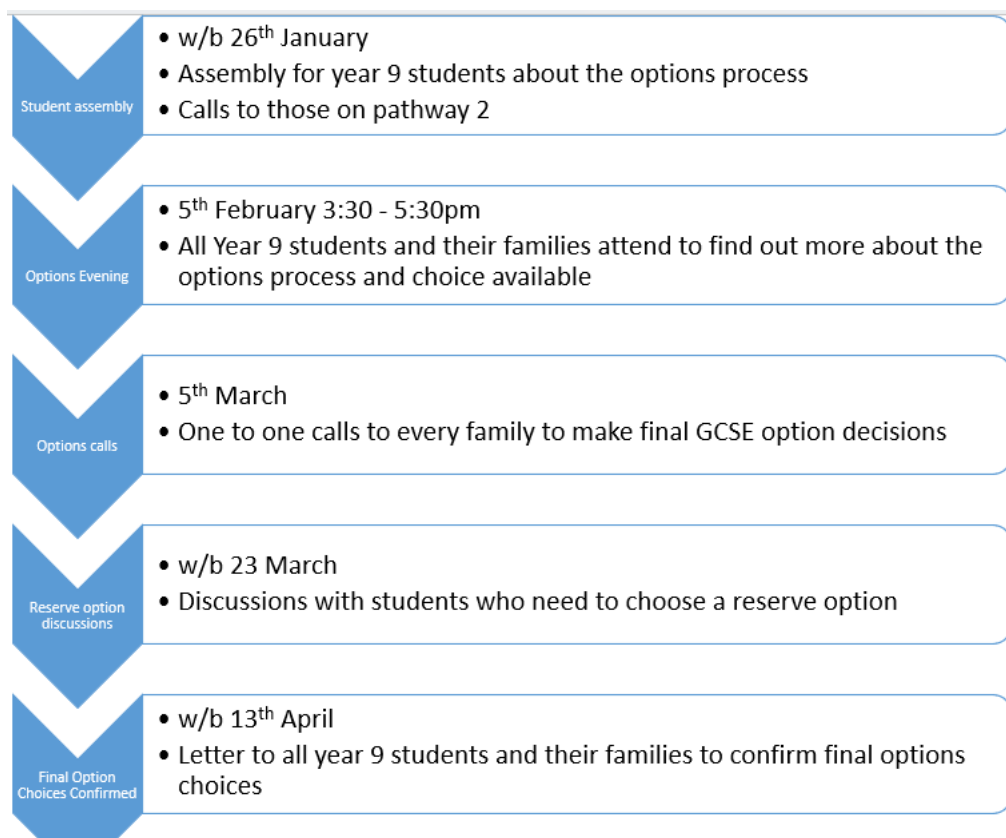 Student assembly
• w/b 26th January
• Assembly for year 9 students about the options process
• Calls to those on pathway 2
Options Evening
• 5th February 3:30 - 5:30pm
• All Year 9 students and their families attend to find out more about the
options process and choice available
Options calls
• 5th March
• One to one calls to every family to make final GCSE option decisions
Reserve option
discussions
• w/b 23 March
• Discussions with students who need to choose a reserve option
Final Option
Choices Confirmed
• w/b 13th April
• Letter to all year 9 students and their families to confirm final options
choices